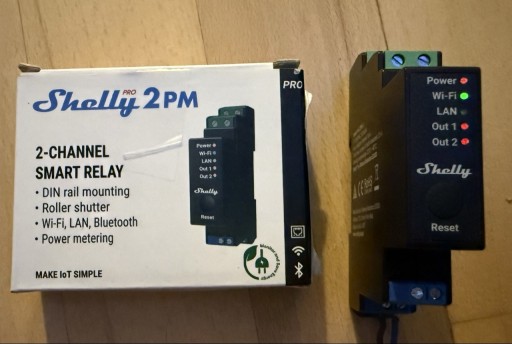 PRO
Shelly 2PM
PRO
2-CHANNEL
SMART RELAY
• DIN rail mounting
• Roller shutter
• Wi-Fi, LAN, Bluetooth
• Power metering
MAKE IoT SIMPLE
Power
Wi-Fi
LAN
Out 1
Out 2
Shelly
Reset
Power
Wi-Fi
LAN
Out 1
Out 2
Shelly
Reset